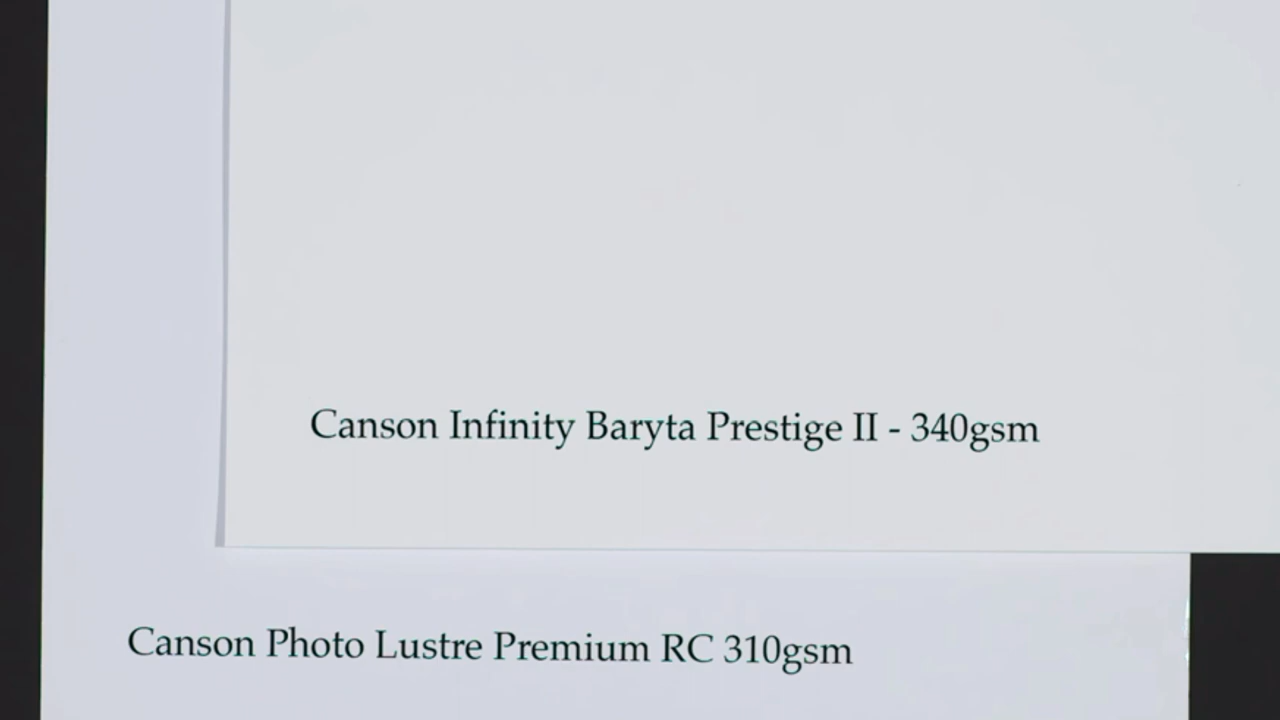 Canson Infinity Baryta Prestige II - 340gsm
Canson Photo Lustre Premium RC 310gsm